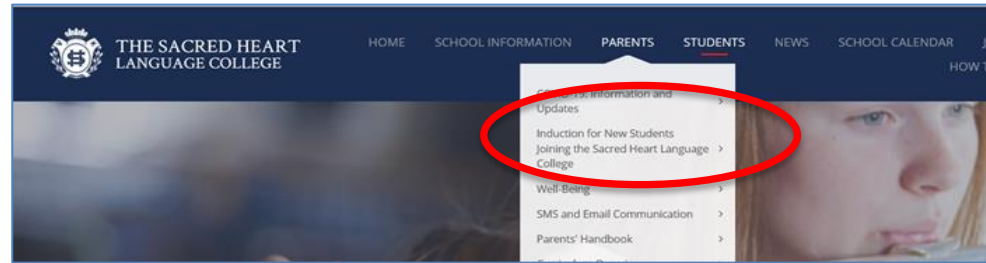 THE SACRED HEART
LANGUAGE COLLEGE
HOME SCHOOL INFORMATION PARENTS STUDENTS NEWS SCHOOL CALENDAR
HOW
Information and
Updates
Induction for New Students
Joining the Sacred Heart Language
College
Well-Being
SMS and Email Communication
Parents' Handbook